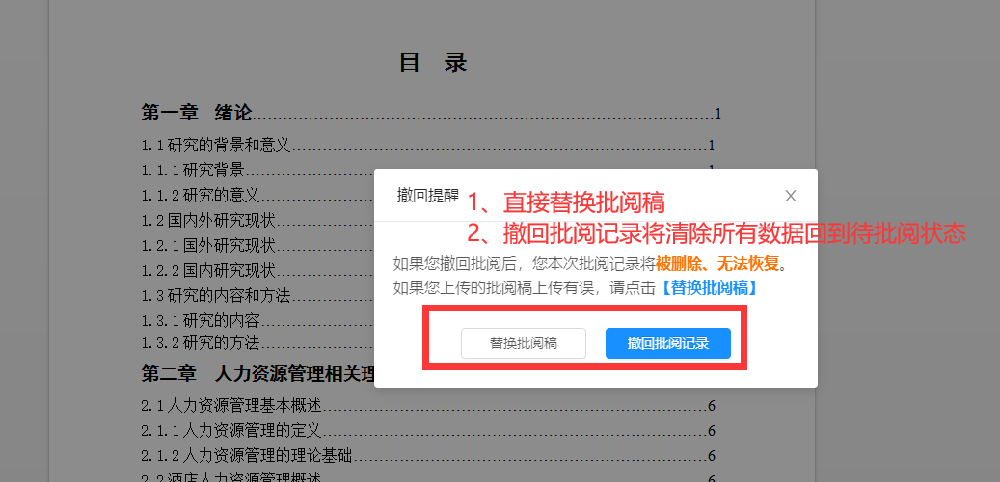 目 录
第一章 绪论........................1
1.1研究的背景和意义........................1
1.1.1研究背景........................1
1.1.2研究的意义........................
1.2国内外研究现状........................
1.2.1国外研究现状........................
1.2.2国内研究现状........................
1.3研究的内容和方法........................
1.3.1研究的内容........................
1.3.2研究的方法........................
第二章 人力资源管理相关理
2.1人力资源管理基本概述........................6
2.1.1人力资源管理的定义........................6
2.1.2人力资源管理的理论基础........................6
2.2酒店人力资源管理概述........................6
撤回提醒
1、直接替换批阅稿
2、撤回批阅记录将清除所有数据回到待批阅状态
如果您撤回批阅后，您本次批阅记录将被删除、无法恢复。
如果您上传的批阅稿上传有误，请点击【替换批阅稿】
替换批阅稿 撤回批阅记录